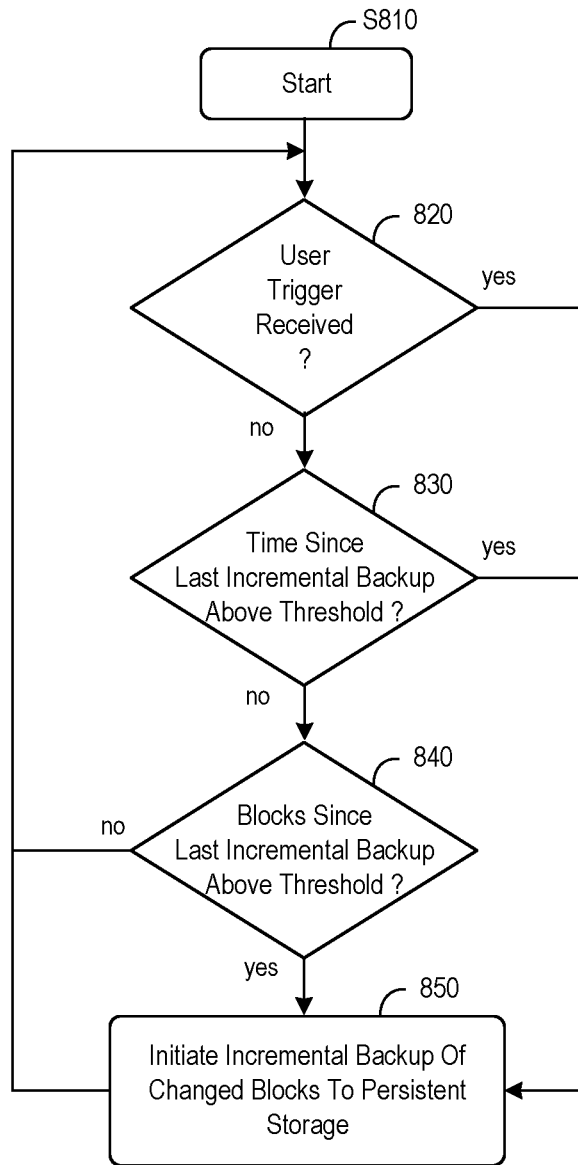 S810
Start
820
User
Trigger
Received
?
yes
no
830
Time Since
Last Incremental Backup
Above Threshold ?
yes
no
840
Blocks Since
Last Incremental Backup
Above Threshold ?
no
yes
850
Initiate Incremental Backup Of
Changed Blocks To Persistent
Storage